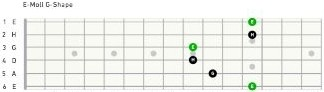 E-Moll G-Shape
1 E E
2 H H
3 G E
4 D H
5 A G
6 E E